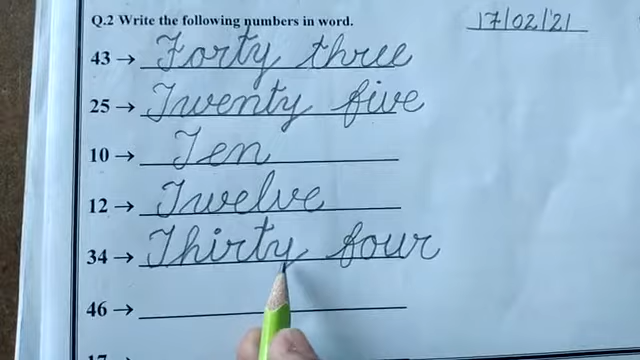 Q.2 Write the following numbers in word.
17/02/21
43 → Forty three
25 → Twenty five
10 → Ten
12 → Twelve
34 → Thirty four
46 →
17 →